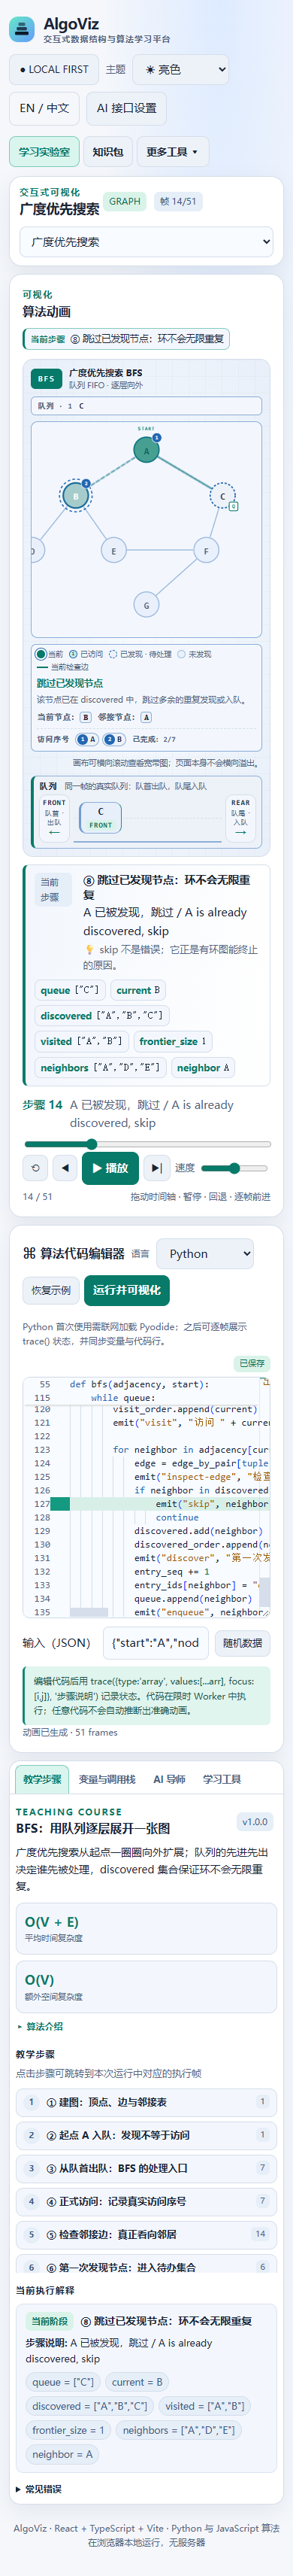 AlgoViz
交互式数据结构与算法学习平台
● LOCAL FIRST 主题 ☀ 亮色
EN / 中文 AI 接口设置
学习实验室 知识包 更多工具 ▼
交互式可视化
广度优先搜索 GRAPH 帧 14/51
广度优先搜索
可视化
算法动画
当前步骤 ⑧ 跳过已发现节点：环不会无限重复
BFS 广度优先搜索 BFS
队列 FIFO · 逐层向外
队列 · 1 C
START
A 1
B 2
C
D E F
G
当前 已访问 已发现 · 待处理 未发现
当前检查边
跳过已发现节点
该节点已在 discovered 中，跳过多余的重复发现或入队。
当前节点： B 邻接节点： A
访问序号 1 A 2 B 已完成： 2/7
画布可横向滚动查看宽带图；页面本身不会横向溢出。
队列 同一帧的真实队列：队首出队，队尾入队
FRONT
队首 · 出队
←
C
FRONT
REAR
队尾 · 入队
→
当前步骤
⑧ 跳过已发现节点：环不会无限重复
A 已被发现，跳过 / A is already discovered, skip
💡 skip 不是错误；它正是有环图能终止的原因。
queue ["C"] current B
discovered ["A","B","C"]
visited ["A","B"] frontier_size 1
neighbors ["A","D","E"] neighbor A
步骤 14 A 已被发现，跳过 / A is already discovered, skip
⟲ ◀ ▶ 播放 ▶| 速度
14 / 51 拖动时间轴 · 暂停 · 回退 · 逐帧前进
⌘ 算法代码编辑器 语言 Python
恢复示例 运行并可视化
Python 首次使用需联网加载 Pyodide；之后可逐帧展示 trace() 状态，并同步变量与代码行。
已保存
55 def bfs(adjacency, start):
115 while queue:
120 visit_order.append(current)
121 emit("visit", "访问 " + curren
122
123 for neighbor in adjacency[cur
124 edge = edge_by_pair[tuple
125 emit("inspect-edge", "检查
126 if neighbor in discovered
127 emit("skip", neighbor
128 continue
129 discovered.add(neighbor)
130 discovered_order.append(n
131 emit("discover", "第一次发
132 entry_seq += 1
133 entry_ids[neighbor] = "
134 queue.append(neighbor)
135 emit("enqueue", neighbor
输入（JSON） {"start":"A","nod 随机数据
编辑代码后用 trace({type:'array', values:[...arr], focus:[i,j]}, '步骤说明') 记录状态。代码在限时 Worker 中执行；任意代码不会自动推断出准确动画。
动画已生成 · 51 frames
教学步骤 变量与调用栈 AI 导师 学习工具
TEACHING COURSE
BFS：用队列逐层展开一张图 v1.0.0
广度优先搜索从起点一圈圈向外扩展；队列的先进先出决定谁先被处理，discovered 集合保证环不会无限重复。
O(V + E)
平均时间复杂度
O(V)
额外空间复杂度
▸ 算法介绍
教学步骤
点击步骤可跳转到本次运行中对应的执行帧
1 ① 建图：顶点、边与邻接表 1
2 ② 起点 A 入队：发现不等于访问 1
3 ③ 从队首出队：BFS 的处理入口 7
4 ④ 正式访问：记录真实访问序号 7
5 ⑤ 检查邻接边：真正看向邻居 14
6 ⑥ 第一次发现节点：进入待办集合 6
当前执行解释
当前阶段 ⑧ 跳过已发现节点：环不会无限重复
步骤说明: A 已被发现，跳过 / A is already discovered, skip
queue = ["C"] current = B
discovered = ["A","B","C"] visited = ["A","B"]
frontier_size = 1 neighbors = ["A","D","E"]
neighbor = A
▸ 常见错误
AlgoViz · React + TypeScript + Vite · Python 与 JavaScript 算法在浏览器本地运行，无服务器